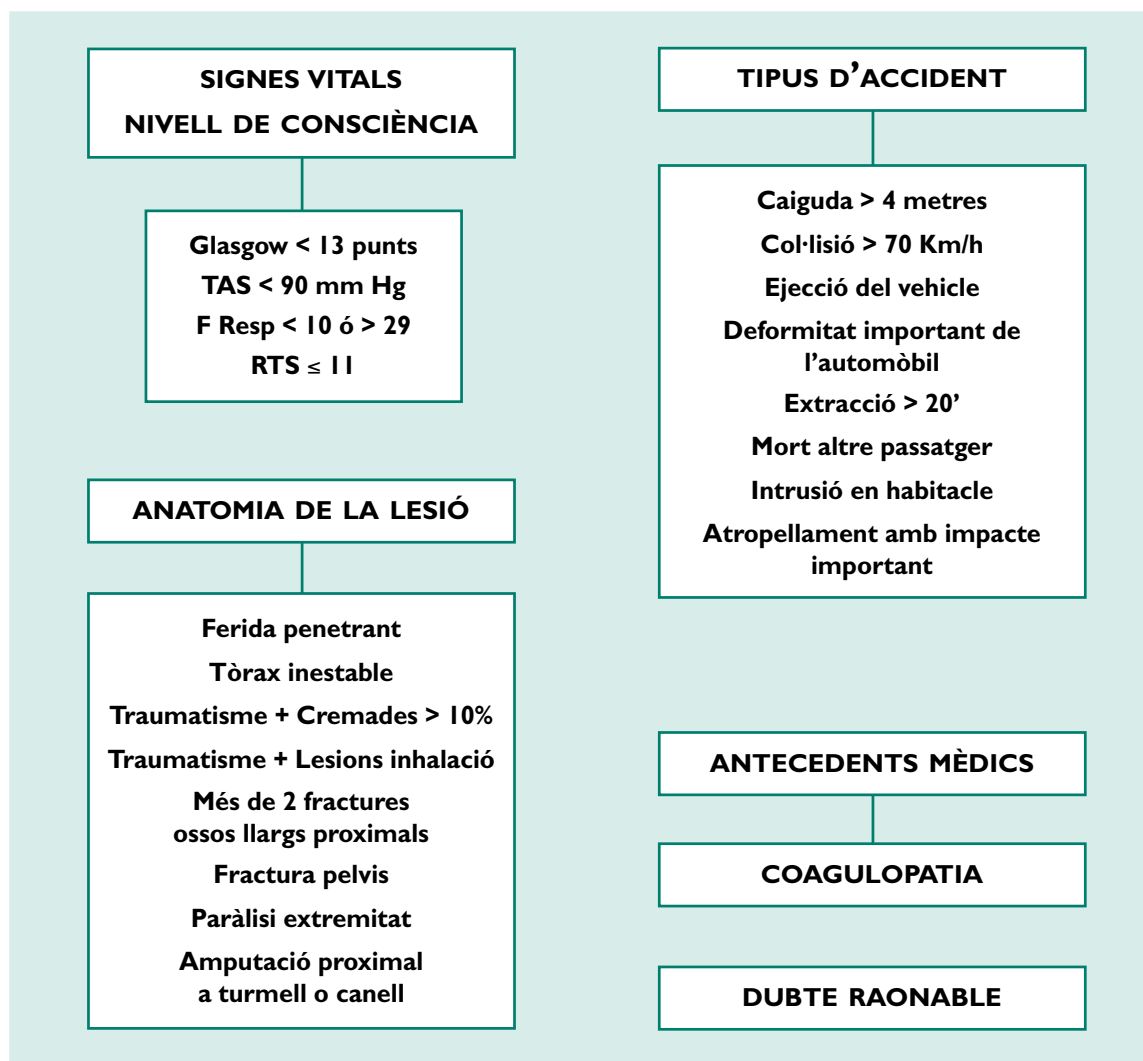 SIGNES VITALS
NIVELL DE CONSCIÈNCIA
Glasgow < 13 punts
TAS < 90 mm Hg
F Resp < 10 ó > 29
RTS ≤ 11
ANATOMIA DE LA LESIÓ
Ferida penetrant
Tòrax inestable
Traumatisme + Cremades > 10%
Traumatisme + Lesions inhalació
Més de 2 fractures
ossos llargs proximals
Fractura pelvis
Paràlisi extremitat
Amputació proximal
a turmell o canell
TIPUS D’ACCIDENT
Caiguda > 4 metres
Col·lisió > 70 Km/h
Ejecció del vehicle
Deformitat important de
l’automòbil
Extracció > 20’
Mort altre passatger
Intrusió en habitacle
Atropellament amb impacte
important
ANTECEDENTS MÈDICS
COAGULOPATIA
DUBTE RAONABLE